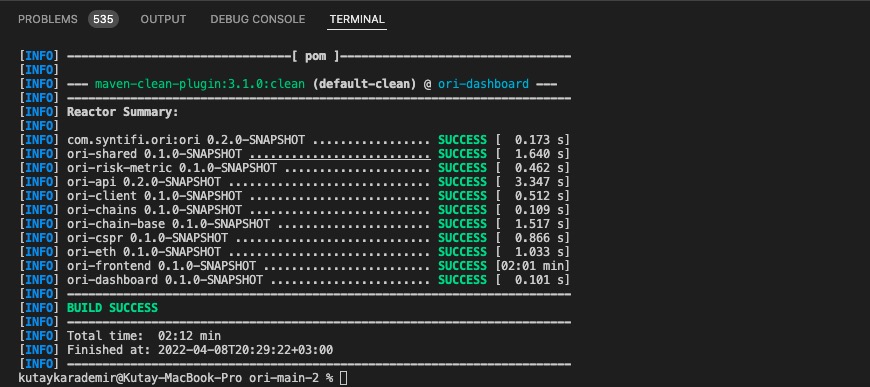 PROBLEMS 535 OUTPUT DEBUG CONSOLE TERMINAL
[INFO] --------------------------------[ pom ]---------------------------------
[INFO]
[INFO] --- maven-clean-plugin:3.1.0:clean (default-clean) @ ori-dashboard ---
[INFO] ------------------------------------------------------------------------
[INFO] Reactor Summary:
[INFO]
[INFO] com.syntifi.ori:ori 0.2.0-SNAPSHOT ................. SUCCESS [  0.173 s]
[INFO] ori-shared 0.1.0-SNAPSHOT .......................... SUCCESS [  1.640 s]
[INFO] ori-risk-metric 0.1.0-SNAPSHOT ..................... SUCCESS [  0.462 s]
[INFO] ori-api 0.2.0-SNAPSHOT ............................. SUCCESS [  3.347 s]
[INFO] ori-client 0.1.0-SNAPSHOT .......................... SUCCESS [  0.512 s]
[INFO] ori-chains 0.1.0-SNAPSHOT .......................... SUCCESS [  0.109 s]
[INFO] ori-chain-base 0.1.0-SNAPSHOT ...................... SUCCESS [  1.517 s]
[INFO] ori-cspr 0.1.0-SNAPSHOT ............................ SUCCESS [  0.866 s]
[INFO] ori-eth 0.1.0-SNAPSHOT ............................. SUCCESS [  1.033 s]
[INFO] ori-frontend 0.1.0-SNAPSHOT ........................ SUCCESS [02:01 min]
[INFO] ori-dashboard 0.1.0-SNAPSHOT ....................... SUCCESS [  0.101 s]
[INFO] ------------------------------------------------------------------------
[INFO] BUILD SUCCESS
[INFO] ------------------------------------------------------------------------
[INFO] Total time:  02:12 min
[INFO] Finished at: 2022-04-08T20:29:22+03:00
[INFO] ------------------------------------------------------------------------
kutaykarademir@Kutay-MacBook-Pro ori-main-2 %